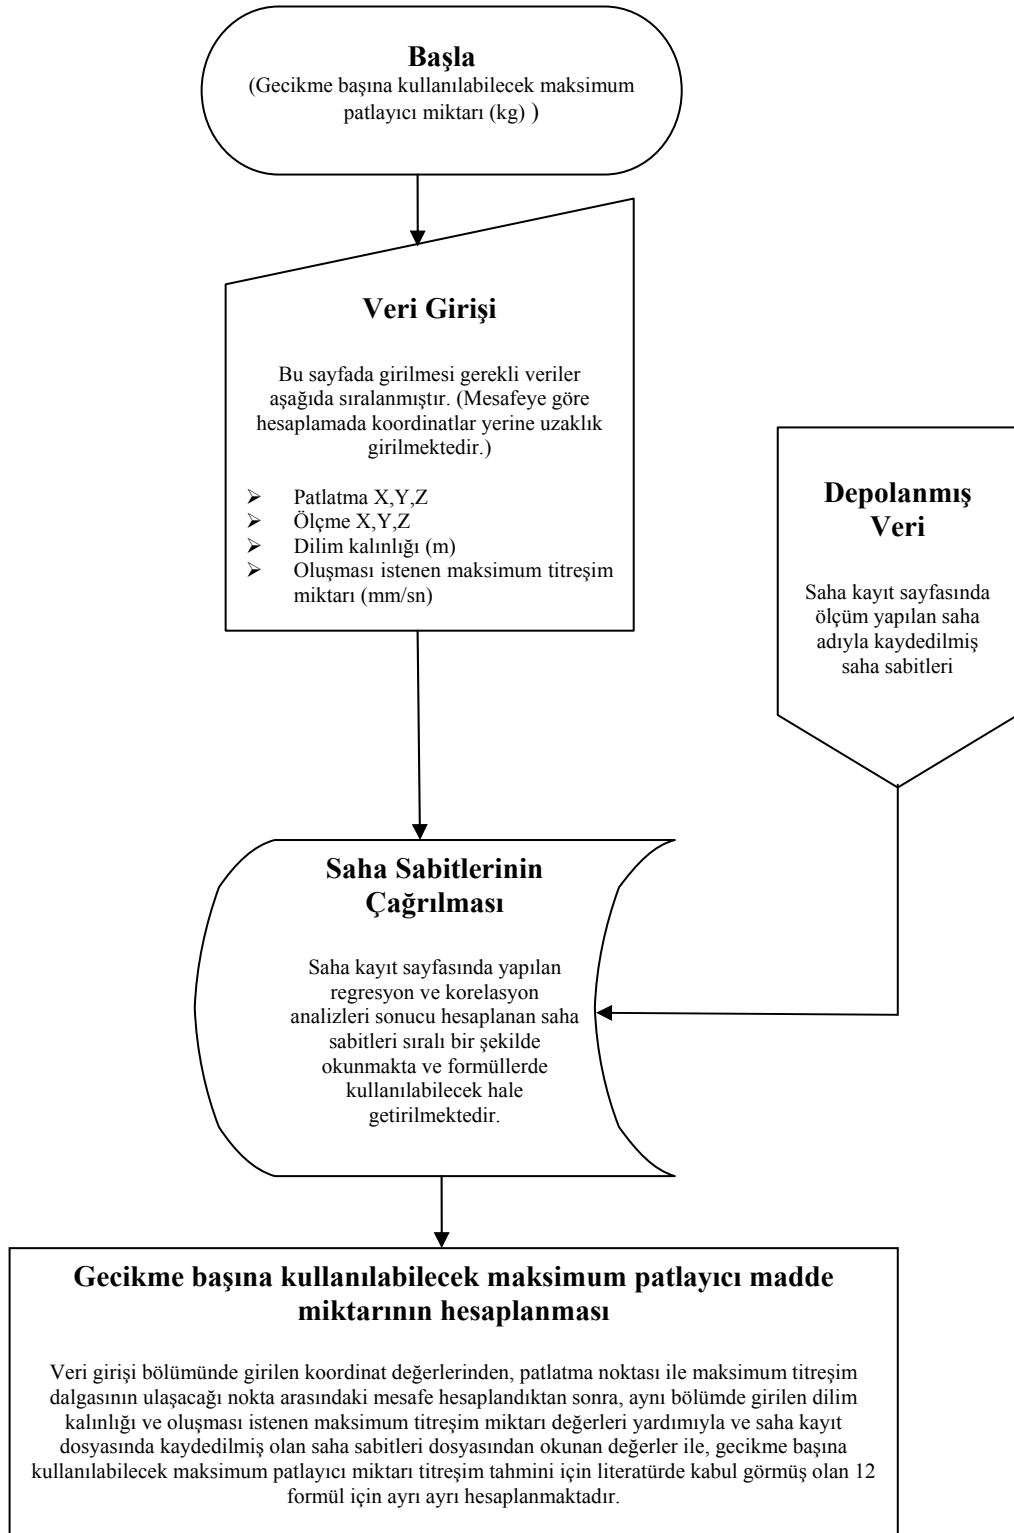 Başla
(Gecikme başına kullanılabilecek maksimum
patlayıcı miktarı (kg) )
Veri Girişi
Bu sayfada girilmesi gerekli veriler
aşağıda sıralanmıştır. (Mesafeye göre
hesaplamada koordinatlar yerine uzaklık
girilmektedir.)
➢ Patlatma X,Y,Z
➢ Ölçme X,Y,Z
➢ Dilim kalınlığı (m)
➢ Oluşması istenen maksimum titreşim
miktarı (mm/sn)
Depolanmış
Veri
Saha kayıt sayfasında
ölçüm yapılan saha
adıyla kaydedilmiş
saha sabitleri
Saha Sabitlerinin
Çağrılması
Saha kayıt sayfasında yapılan
regresyon ve korelasyon
analizleri sonucu hesaplanan saha
sabitleri sıralı bir şekilde
okunmakta ve formüllerde
kullanılabilecek hale
getirilmektedir.
Gecikme başına kullanılabilecek maksimum patlayıcı madde
miktarının hesaplanması
Veri girişi bölümünde girilen koordinat değerlerinden, patlatma noktası ile maksimum titreşim
dalgasının ulaşacağı nokta arasındaki mesafe hesaplandıktan sonra, aynı bölümde girilen dilim
kalınlığı ve oluşması istenen maksimum titreşim miktarı değerleri yardımıyla ve saha kayıt
dosyasında kaydedilmiş olan saha sabitleri dosyasından okunan değerler ile, gecikme başına
kullanılabilecek maksimum patlayıcı miktarı titreşim tahmini için literatürde kabul görmüş olan 12
formül için ayrı ayrı hesaplanmaktadır.